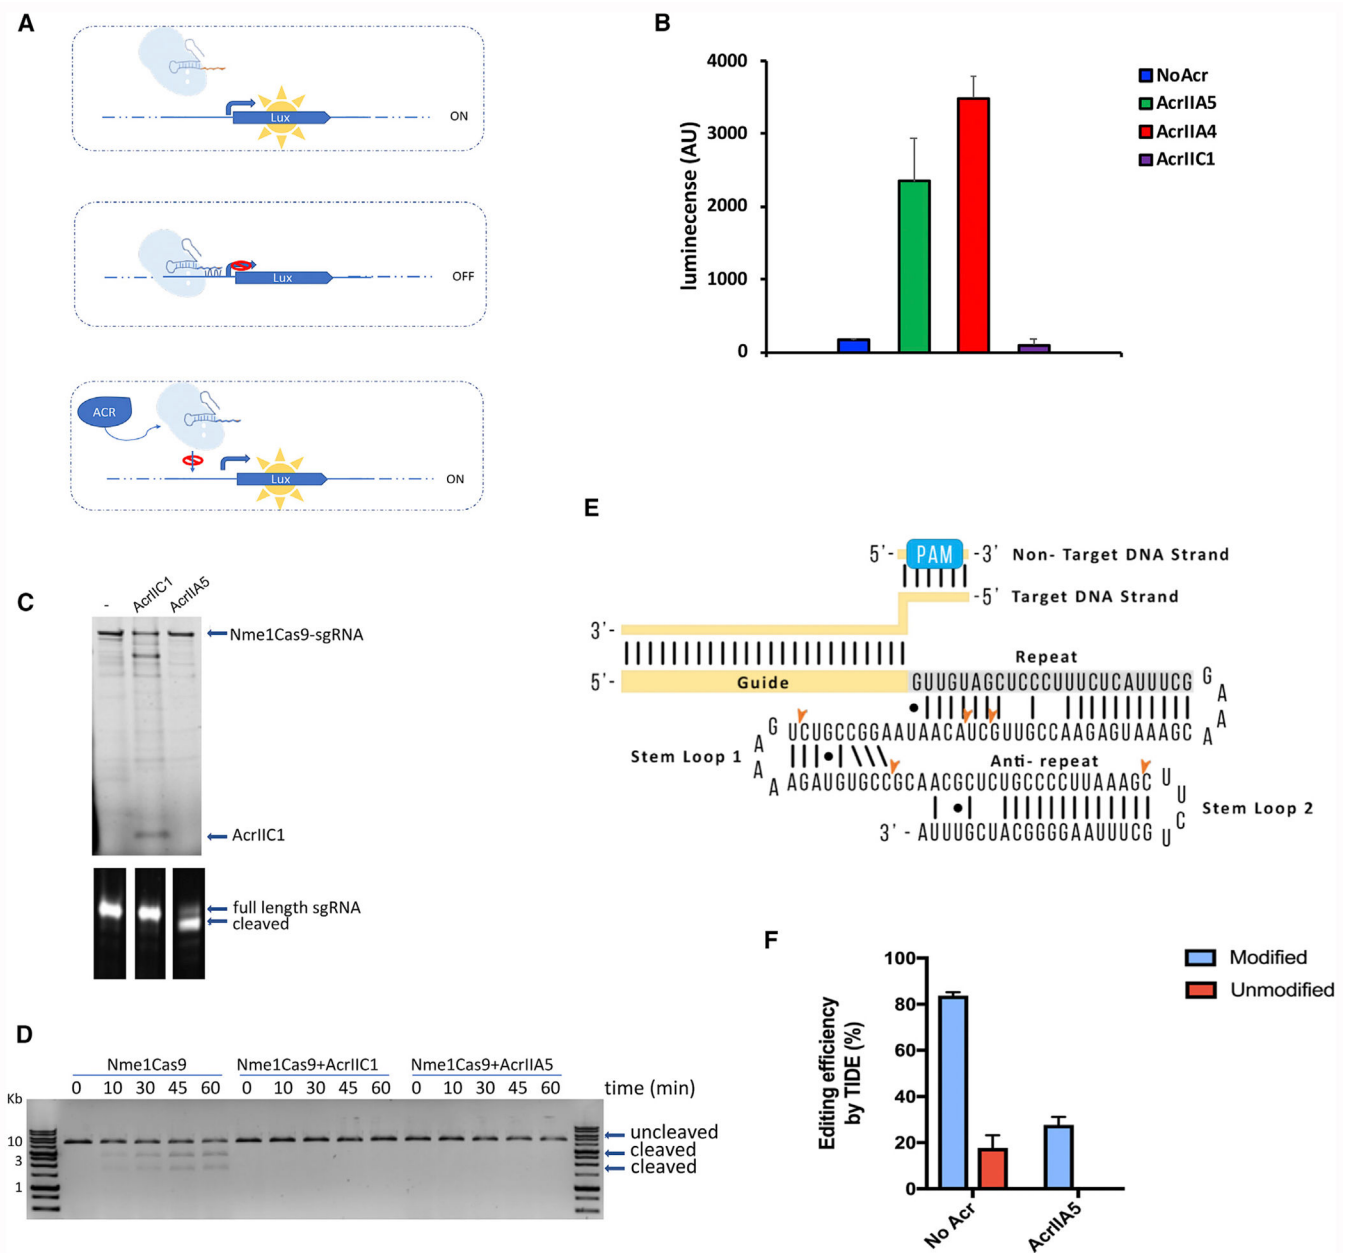 A
Lux
ON
Lux
OFF
ACR
Lux
ON
B
luminecense (AU)
4000
3000
2000
1000
0
NoAcr
AcrIIA5
AcrIIA4
AcrIIC1
C
- AcrIIC1 AcrIIA5
Nme1Cas9-sgRNA
AcrIIC1
full length sgRNA
cleaved
D
Nme1Cas9 Nme1Cas9+AcrIIC1 Nme1Cas9+AcrIIA5
0 10 30 45 60 0 10 30 45 60 0 10 30 45 60 time (min)
Kb
10
3
1
uncleaved
cleaved
cleaved
E
5'- PAM -3' Non- Target DNA Strand
-5' Target DNA Strand
3'-
Repeat
5'- Guide GUUGUAGCUCCCUUUCUCAUUUCG G
A
A
A
G UCUGCCGGAAUAACAUCGUUGCCAAGAGUAAAGC
A
A
A
Stem Loop 1
Anti- repeat
AGAUGUGCCGCAACGCUCUGCCCCUUAAAGC U
U
C
U
Stem Loop 2
3' - AUUUGCUACGGGGAAUUUCG
F
Editing efficiency
by TIDE (%)
100
80
60
40
20
0
No Acr
AcrIIA5
Modified
Unmodified